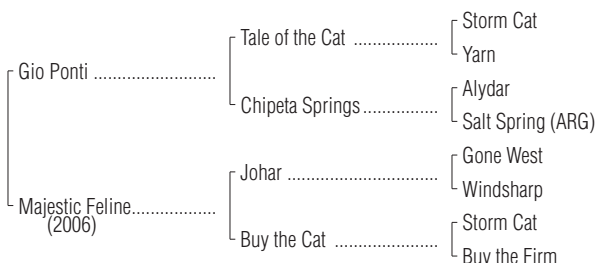 Storm Cat
Tale of the Cat ..................
Yarn
Gio Ponti ..........................
Alydar
Chipeta Springs................
Salt Spring (ARG)
Gone West
Johar ................................
Windsharp
Majestic Feline..................
(2006)
Storm Cat
Buy the Cat ......................
Buy the Firm